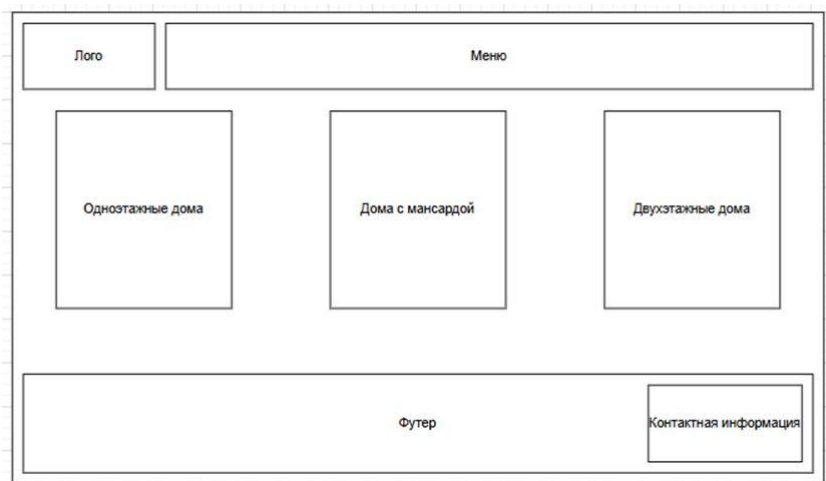 Лого
Меню
Одноэтажные дома
Дома с мансардой
Двухэтажные дома
Футер
Контактная информация